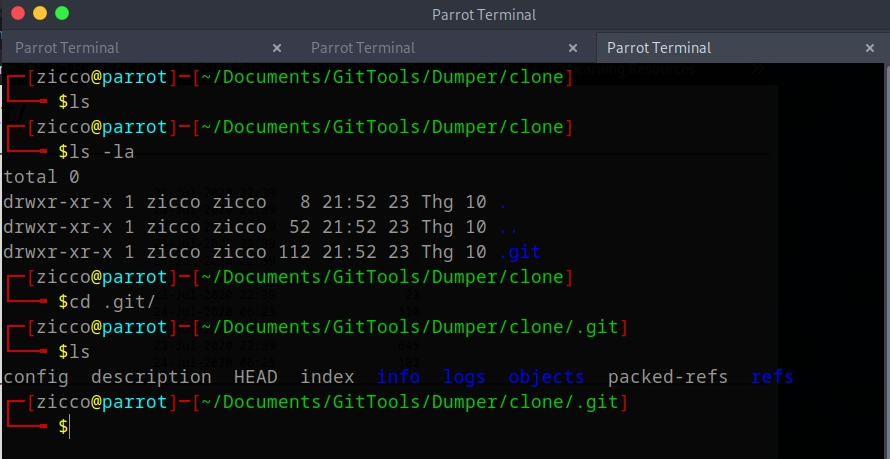 Parrot Terminal
Parrot Terminal × Parrot Terminal × Parrot Terminal ×
[zicco@parrot]─[~/Documents/GitTools/Dumper/clone]
$ls
[zicco@parrot]─[~/Documents/GitTools/Dumper/clone]
$ls -la
total 0
drwxr-xr-x 1 zicco zicco   8 21:52 23 Thg 10 .
drwxr-xr-x 1 zicco zicco  52 21:52 23 Thg 10 ..
drwxr-xr-x 1 zicco zicco 112 21:52 23 Thg 10 .git
[zicco@parrot]─[~/Documents/GitTools/Dumper/clone]
$cd .git/
[zicco@parrot]─[~/Documents/GitTools/Dumper/clone/.git]
$ls
config  description  HEAD  index  info  logs  objects  packed-refs  refs
[zicco@parrot]─[~/Documents/GitTools/Dumper/clone/.git]
$